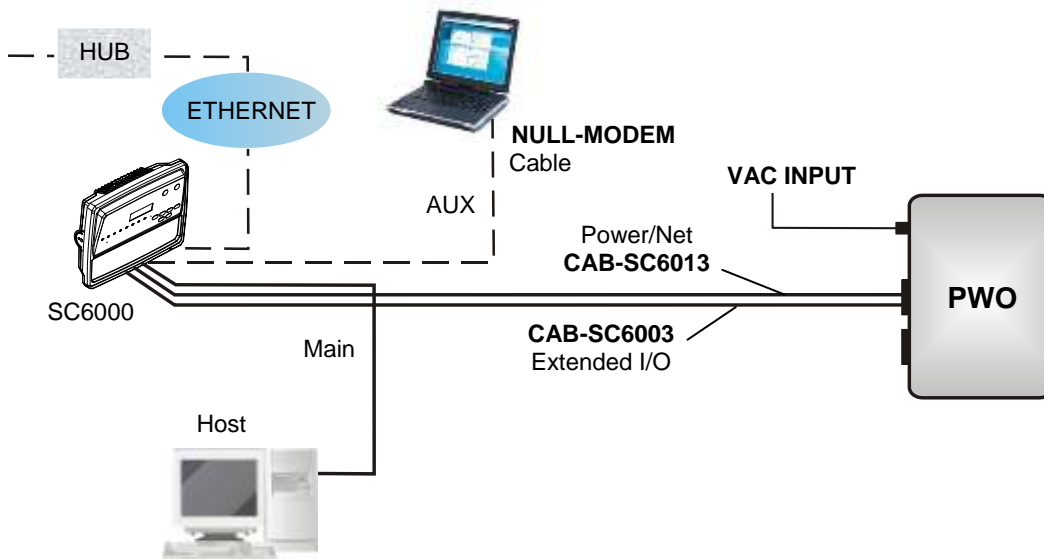 HUB
ETHERNET
NULL-MODEM
Cable
VAC INPUT
AUX
Power/Net
CAB-SC6013
PWO
SC6000
CAB-SC6003
Extended I/O
Main
Host